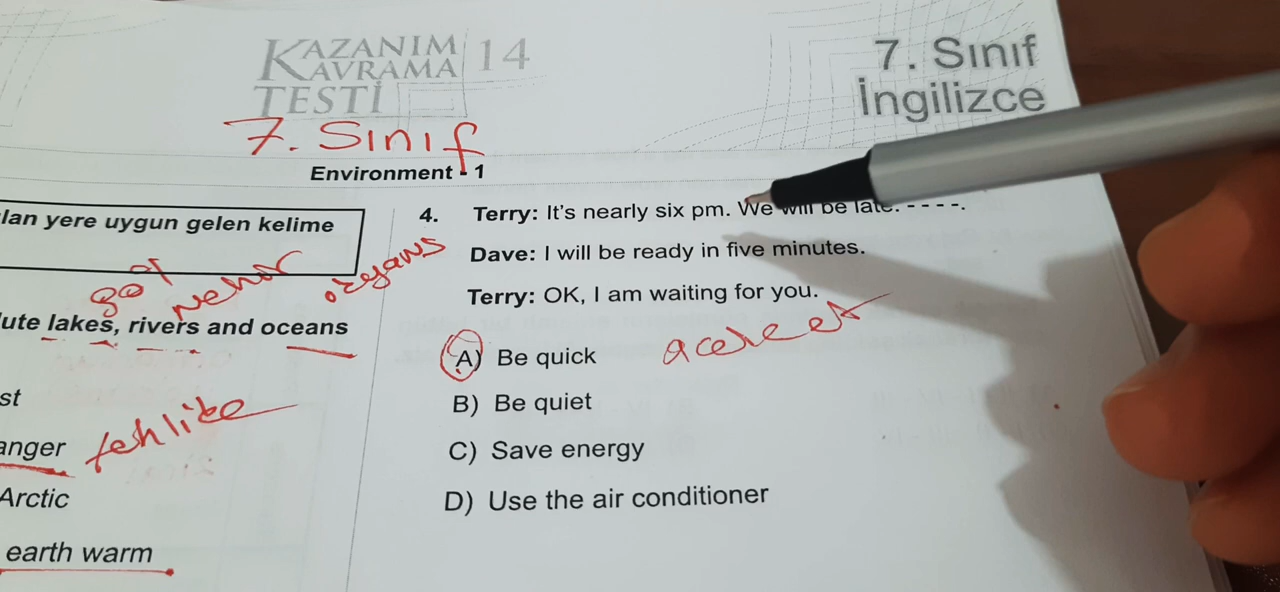 KAZANIM
KAVRAMA
TESTİ
14
7. Sınıf
İngilizce
7. Sınıf
Environment - 1
lan yere uygun gelen kelime
göl
nehir
lute lakes, rivers and oceans
st
anger
tehlike
Arctic
earth warm
4. Terry: It's nearly six pm. We will be late. - - - -.
Dave: I will be ready in five minutes.
Terry: OK, I am waiting for you.
A) Be quick
acele et
B) Be quiet
C) Save energy
D) Use the air conditioner